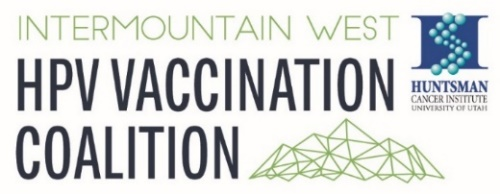 INTERMOUNTAIN WEST
HPV VACCINATION
COALITION
HUNTSMAN
CANCER INSTITUTE
UNIVERSITY OF UTAH